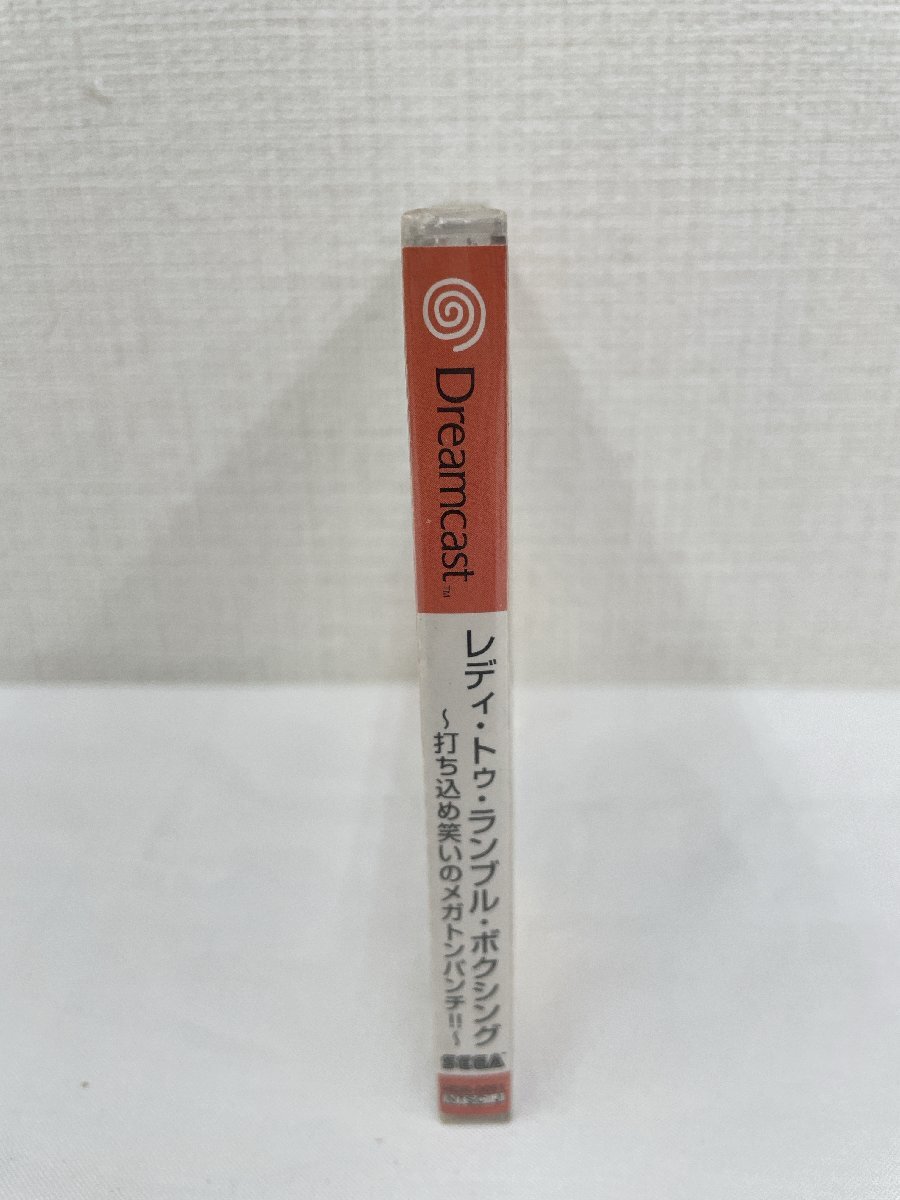 Dreamcast™
レディ・トゥ・ランブル・ボクシング
～打ち込め笑いのメガトンパンチ!!～
SEGA